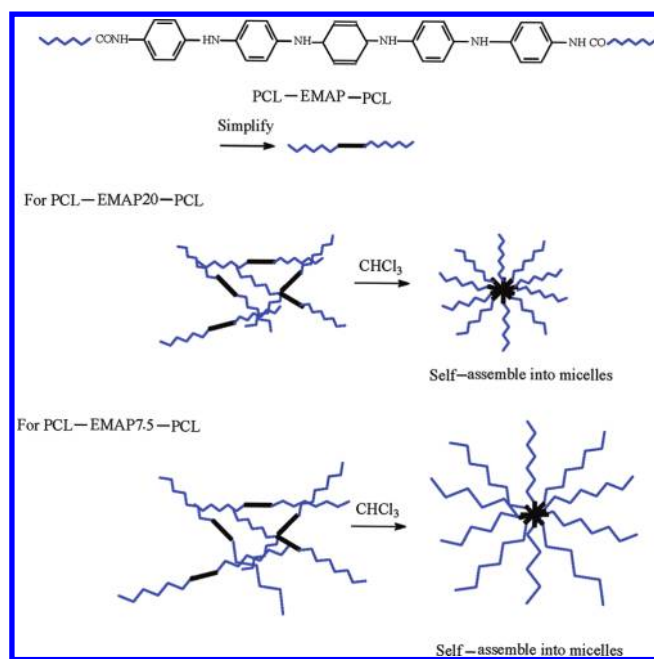 CONH HN HN NH NH NH CO
PCL—EMAP—PCL
Simplify
For PCL—EMAP20—PCL
CHCl3
Self—assemble into micelles
For PCL—EMAP7.5—PCL
CHCl3
Self—assemble into micelles